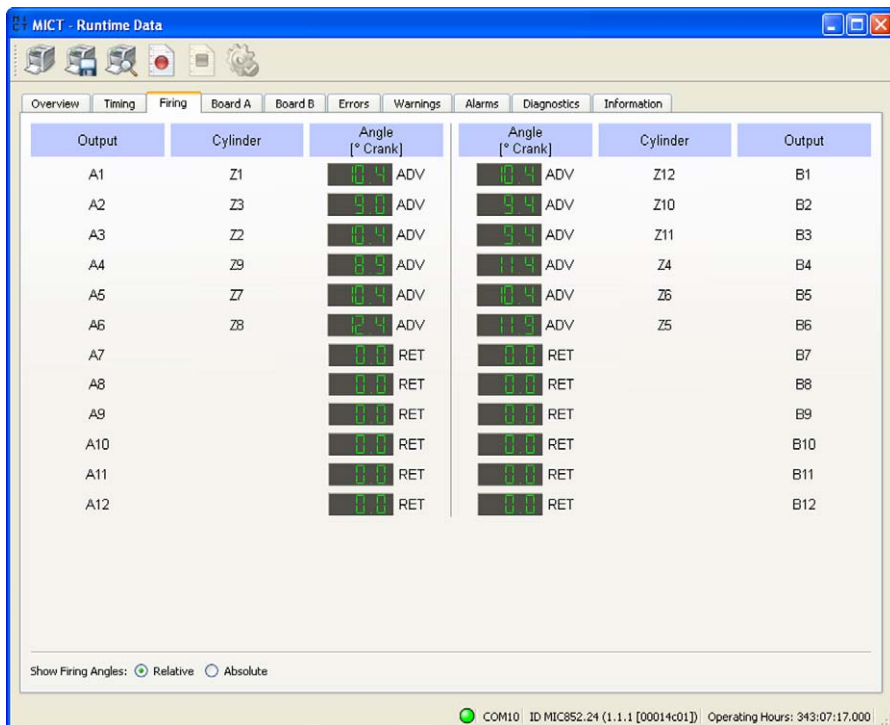 MICT - Runtime Data
Overview Timing Firing Board A Board B Errors Warnings Alarms Diagnostics Information
Output Cylinder Angle [° Crank] Angle [° Crank] Cylinder Output
A1 Z1 10.4 ADV 10.4 ADV Z12 B1
A2 Z3 9.0 ADV 9.4 ADV Z10 B2
A3 Z2 10.4 ADV 9.4 ADV Z11 B3
A4 Z9 8.9 ADV 11.4 ADV Z4 B4
A5 Z7 10.4 ADV 10.4 ADV Z6 B5
A6 Z8 12.4 ADV 11.9 ADV Z5 B6
A7 0.0 RET 0.0 RET B7
A8 0.0 RET 0.0 RET B8
A9 0.0 RET 0.0 RET B9
A10 0.0 RET 0.0 RET B10
A11 0.0 RET 0.0 RET B11
A12 0.0 RET 0.0 RET B12
Show Firing Angles: Relative Absolute
COM10 ID MIC852.24 (1.1.1 [00014c01]) Operating Hours: 343:07:17.000